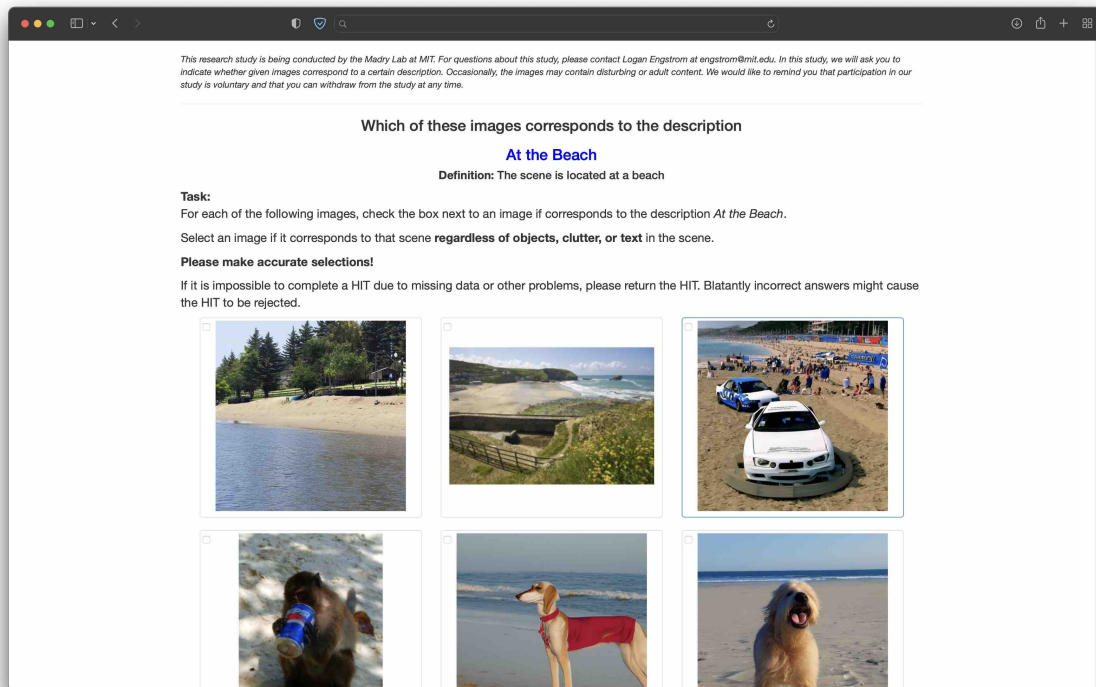 This research study is being conducted by the Madry Lab at MIT. For questions about this study, please contact Logan Engstrom at engstrom@mit.edu. In this study, we will ask you to
indicate whether given images correspond to a certain description. Occasionally, the images may contain disturbing or adult content. We would like to remind you that participation in our
study is voluntary and that you can withdraw from the study at any time.
Which of these images corresponds to the description
At the Beach
Definition: The scene is located at a beach
Task:
For each of the following images, check the box next to an image if corresponds to the description At the Beach.
Select an image if it corresponds to that scene regardless of objects, clutter, or text in the scene.
Please make accurate selections!
If it is impossible to complete a HIT due to missing data or other problems, please return the HIT. Blatantly incorrect answers might cause
the HIT to be rejected.